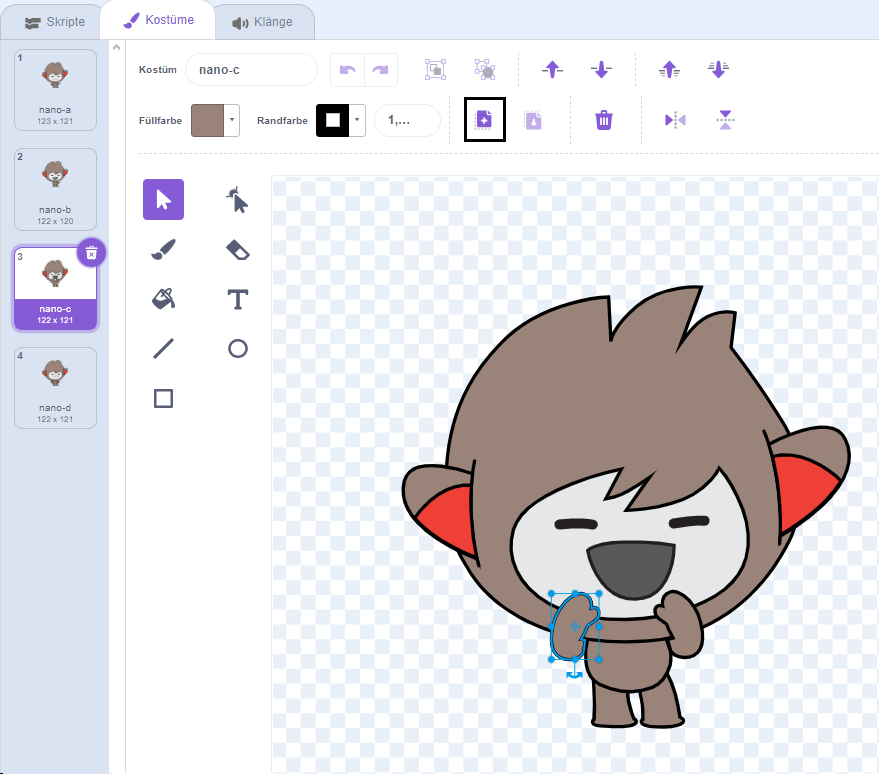 Skripte
Kostüme
Klänge
1
nano-a
123 x 121
2
nano-b
122 x 120
3
nano-c
122 x 121
4
nano-d
122 x 121
Kostüm
nano-c
Füllfarbe
Randfarbe
1,...
T